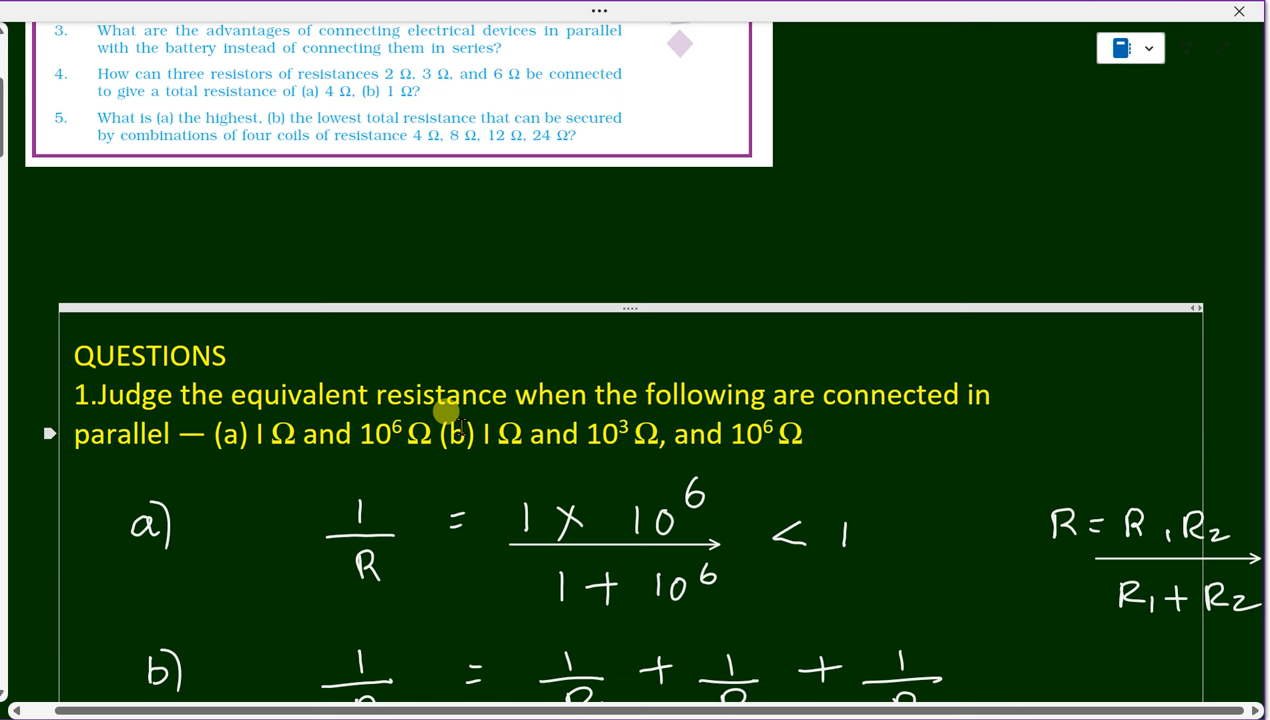 3. What are the advantages of connecting electrical devices in parallel
with the battery instead of connecting them in series?
4. How can three resistors of resistances 2 Ω, 3 Ω, and 6 Ω be connected
to give a total resistance of (a) 4 Ω, (b) 1 Ω?
5. What is (a) the highest, (b) the lowest total resistance that can be secured
by combinations of four coils of resistance 4 Ω, 8 Ω, 12 Ω, 24 Ω?
QUESTIONS
1.Judge the equivalent resistance when the following are connected in
parallel — (a) I Ω and 10⁶ Ω (b) I Ω and 10³ Ω, and 10⁶ Ω
a) 1/R = 1 × 10⁶ / 1 + 10⁶ < 1
R = R₁R₂ / R₁ + R₂
b) 1/R = 1/R + 1/R + 1/R